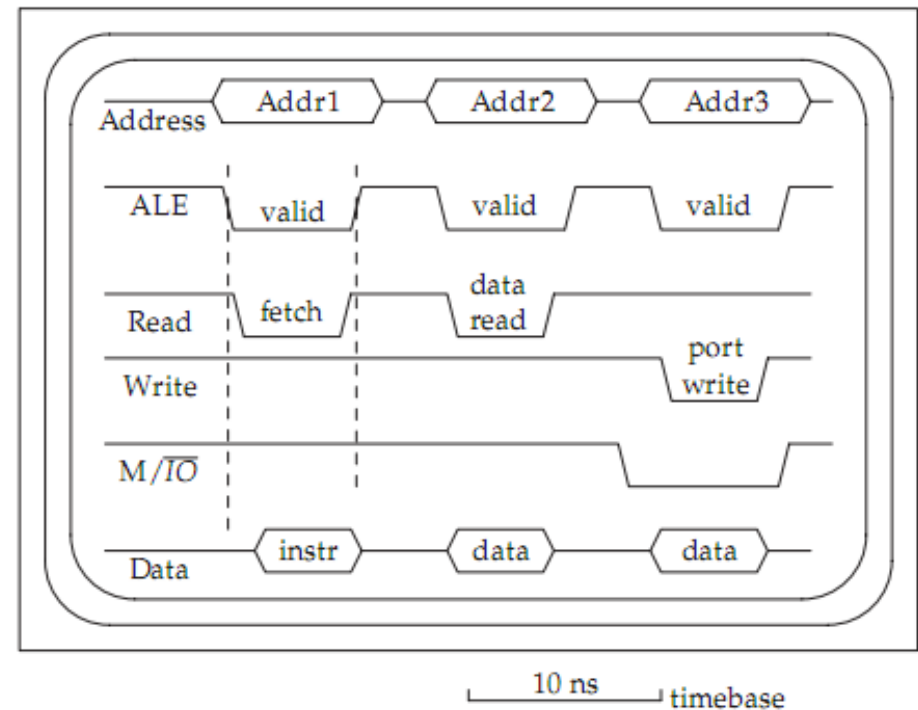 Addr1 Addr2 Addr3
Address
ALE valid valid valid
Read fetch data read
Write port write
M/I̅O̅
Data instr data data
10 ns timebase